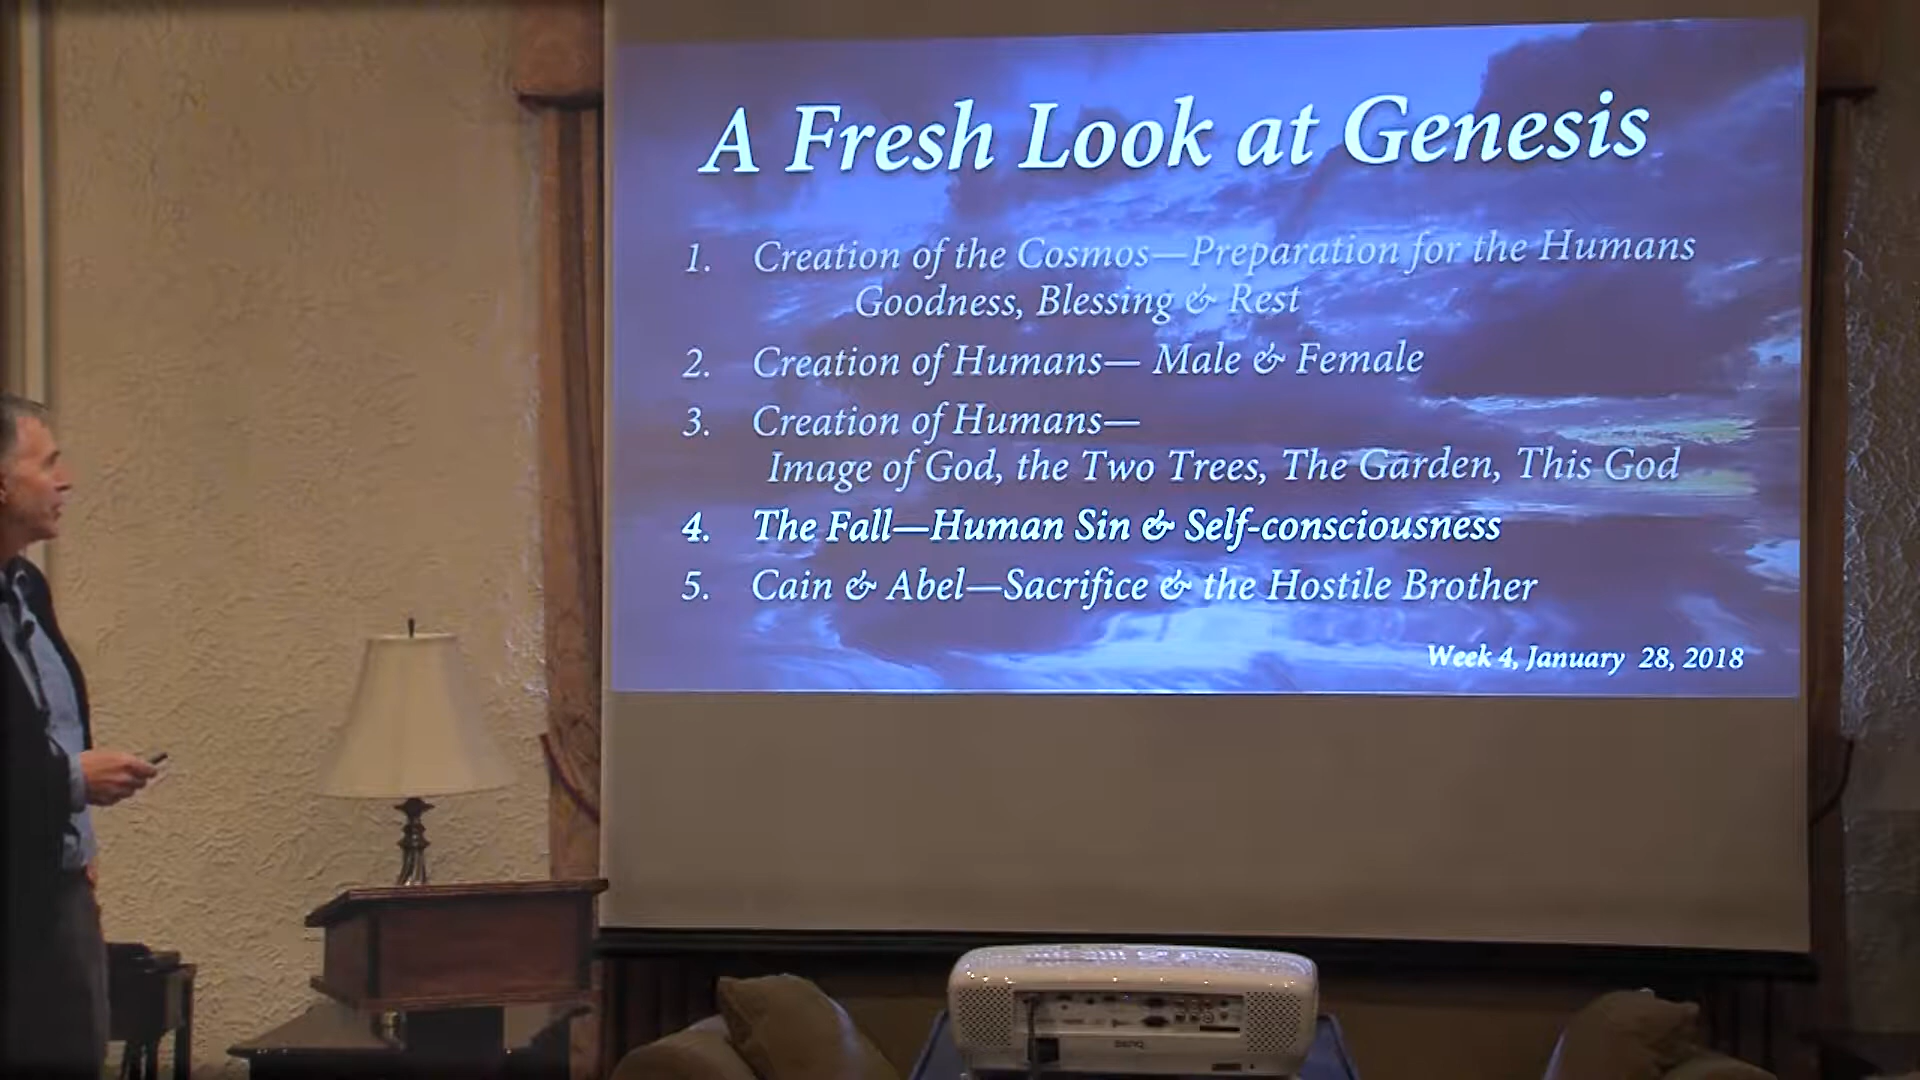 A Fresh Look at Genesis
1. Creation of the Cosmos—Preparation for the Humans
Goodness, Blessing & Rest
2. Creation of Humans— Male & Female
3. Creation of Humans—
Image of God, the Two Trees, The Garden, This God
4. The Fall—Human Sin & Self-consciousness
5. Cain & Abel—Sacrifice & the Hostile Brother
Week 4, January 28, 2018
BenQ